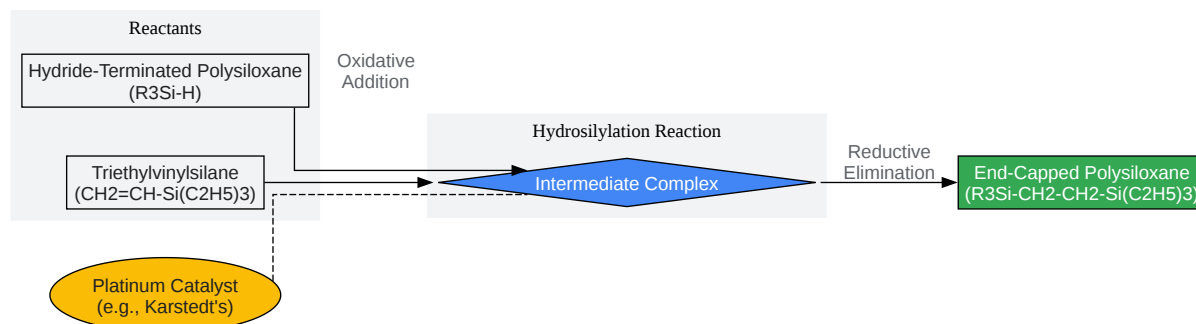 Reactants
Hydride-Terminated Polysiloxane
(R3Si-H)
Oxidative
Addition
Triethylvinylsilane
(CH2=CH-Si(C2H5)3)
Hydrosilylation Reaction
Intermediate Complex
Reductive
Elimination
End-Capped Polysiloxane
(R3Si-CH2-CH2-Si(C2H5)3)
Platinum Catalyst
(e.g., Karstedt's)